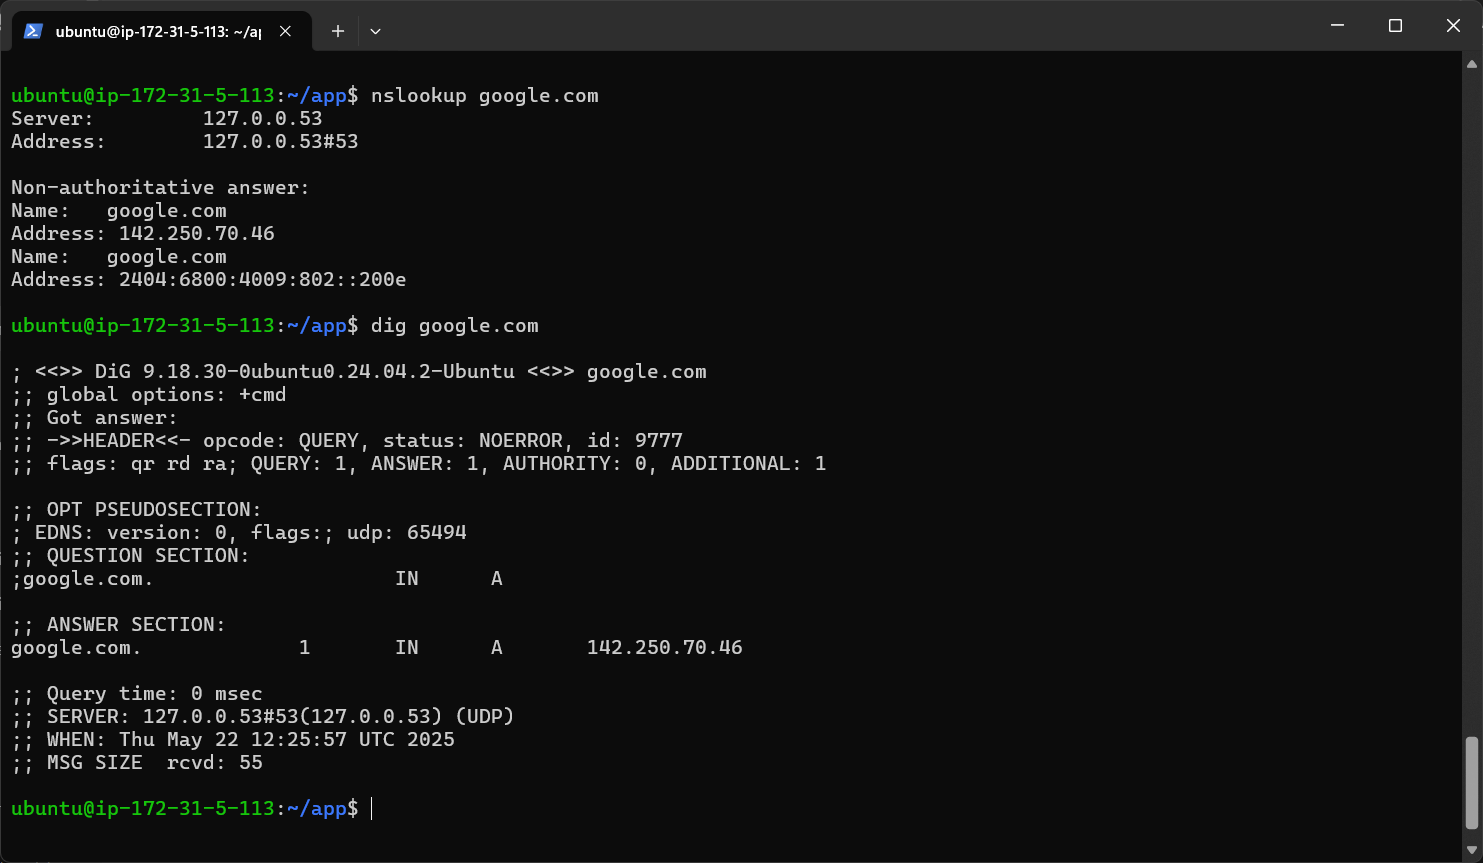 ubuntu@ip-172-31-5-113: ~/ap
ubuntu@ip-172-31-5-113:~/app$ nslookup google.com
Server:         127.0.0.53
Address:        127.0.0.53#53

Non-authoritative answer:
Name:   google.com
Address: 142.250.70.46
Name:   google.com
Address: 2404:6800:4009:802::200e

ubuntu@ip-172-31-5-113:~/app$ dig google.com

; <<>> DiG 9.18.30-0ubuntu0.24.04.2-Ubuntu <<>> google.com
;; global options: +cmd
;; Got answer:
;; ->>HEADER<<- opcode: QUERY, status: NOERROR, id: 9777
;; flags: qr rd ra; QUERY: 1, ANSWER: 1, AUTHORITY: 0, ADDITIONAL: 1

;; OPT PSEUDOSECTION:
; EDNS: version: 0, flags:; udp: 65494
;; QUESTION SECTION:
;google.com.                    IN      A

;; ANSWER SECTION:
google.com.             1       IN      A       142.250.70.46

;; Query time: 0 msec
;; SERVER: 127.0.0.53#53(127.0.0.53) (UDP)
;; WHEN: Thu May 22 12:25:57 UTC 2025
;; MSG SIZE  rcvd: 55

ubuntu@ip-172-31-5-113:~/app$